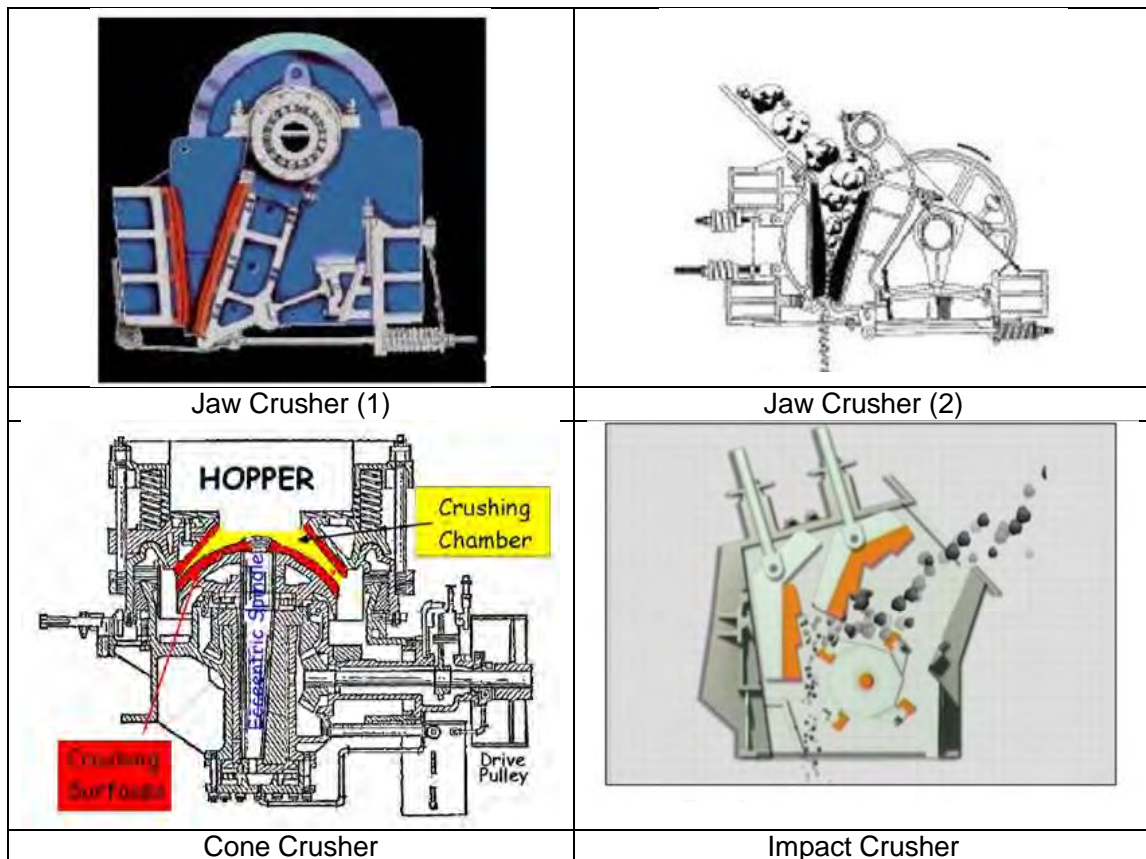 Jaw Crusher (1)
Jaw Crusher (2)
HOPPER
Crushing
Chamber
Eccentric Spindle
Crushing
Surfaces
Drive
Pulley
Cone Crusher
Impact Crusher